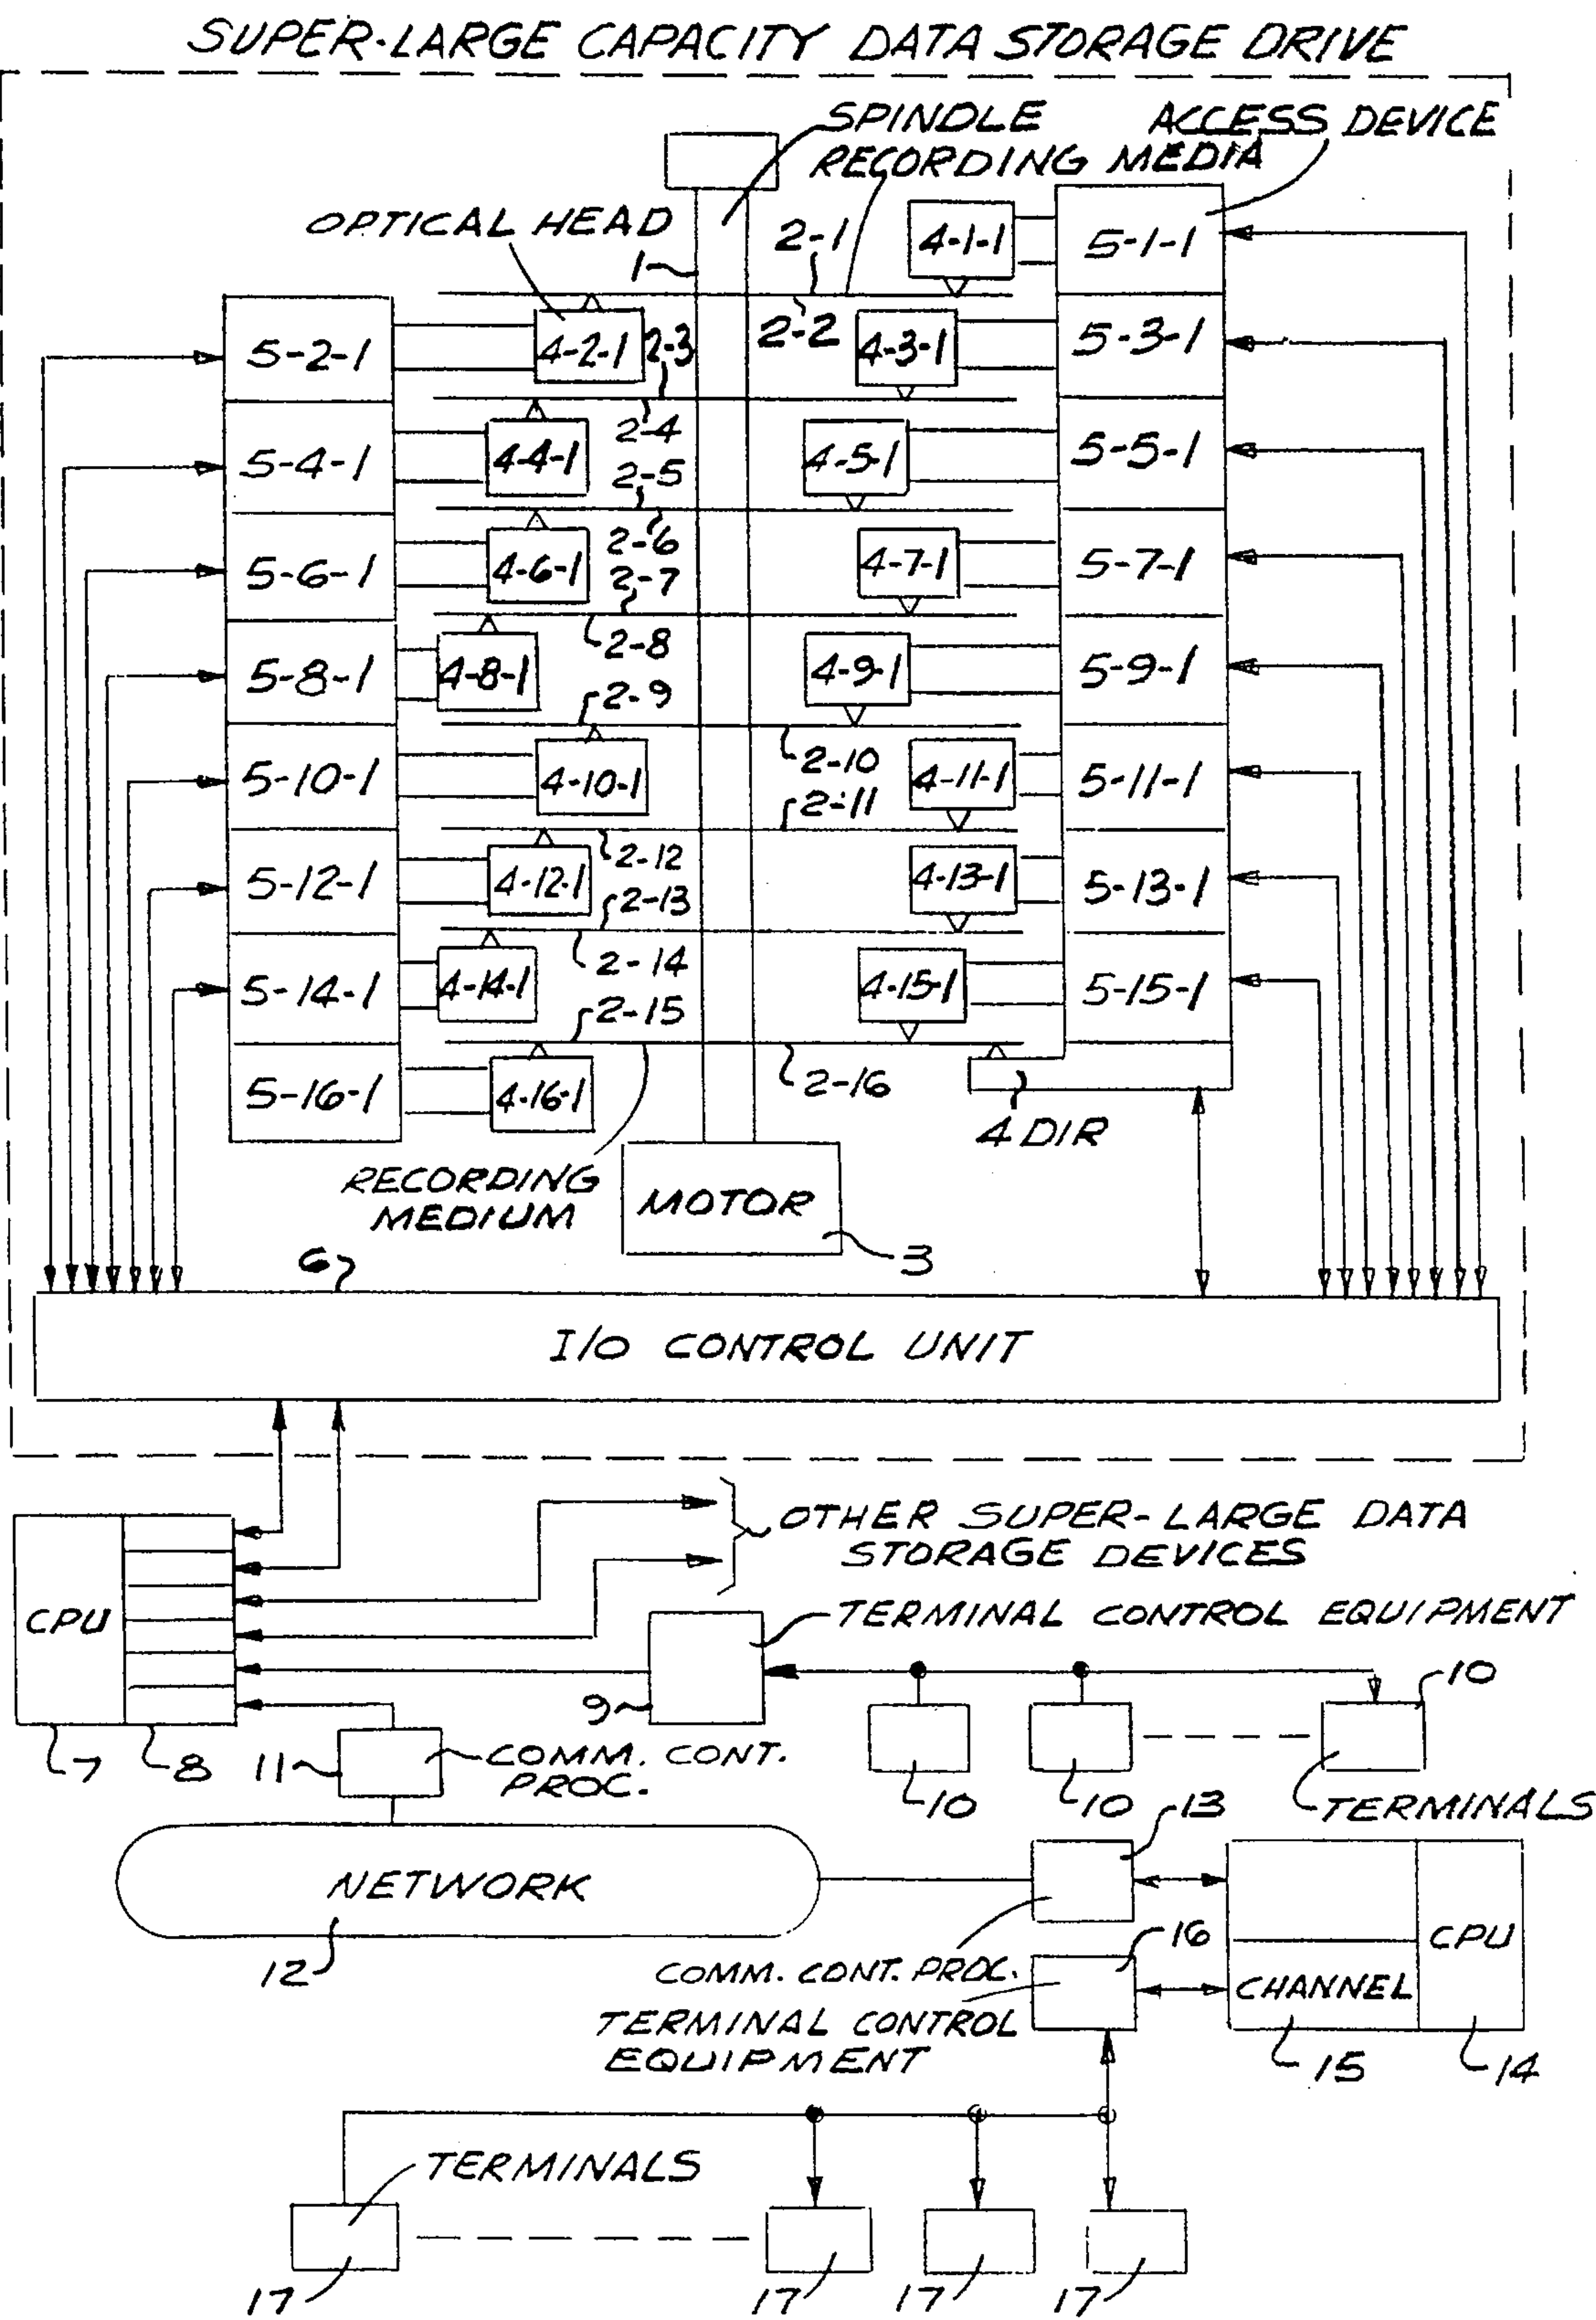 SUPER-LARGE CAPACITY DATA STORAGE DRIVE
SPINDLE
ACCESS DEVICE
RECORDING MEDIA
OPTICAL HEAD
2-1
4-1-1
5-1-1
1
2-2
5-2-1
4-2-1
2-3
4-3-1
5-3-1
2-4
5-4-1
4-4-1
2-5
4-5-1
5-5-1
2-6
5-6-1
4-6-1
2-7
4-7-1
5-7-1
2-8
5-8-1
4-8-1
2-9
4-9-1
5-9-1
2-10
5-10-1
4-10-1
2-11
4-11-1
5-11-1
2-12
5-12-1
4-12-1
2-13
4-13-1
5-13-1
2-14
5-14-1
4-14-1
2-15
4-15-1
5-15-1
2-16
5-16-1
4-16-1
4 DIR
RECORDING
MEDIUM
MOTOR
3
6
I/O CONTROL UNIT
OTHER SUPER-LARGE DATA
STORAGE DEVICES
CPU
TERMINAL CONTROL EQUIPMENT
9
10
7
8
11
COMM. CONT.
PROC.
10
10
TERMINALS
13
NETWORK
12
COMM. CONT. PROC.
16
CPU
CHANNEL
TERMINAL CONTROL
EQUIPMENT
15
14
TERMINALS
17
17
17
17